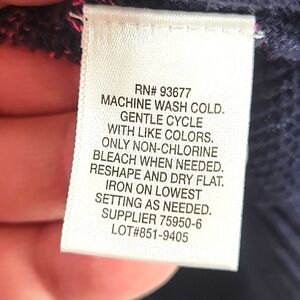 RN# 93677
MACHINE WASH COLD.
GENTLE CYCLE
WITH LIKE COLORS.
ONLY NON-CHLORINE
BLEACH WHEN NEEDED.
RESHAPE AND DRY FLAT.
IRON ON LOWEST
SETTING AS NEEDED.
SUPPLIER 75950-6
LOT#851-9405